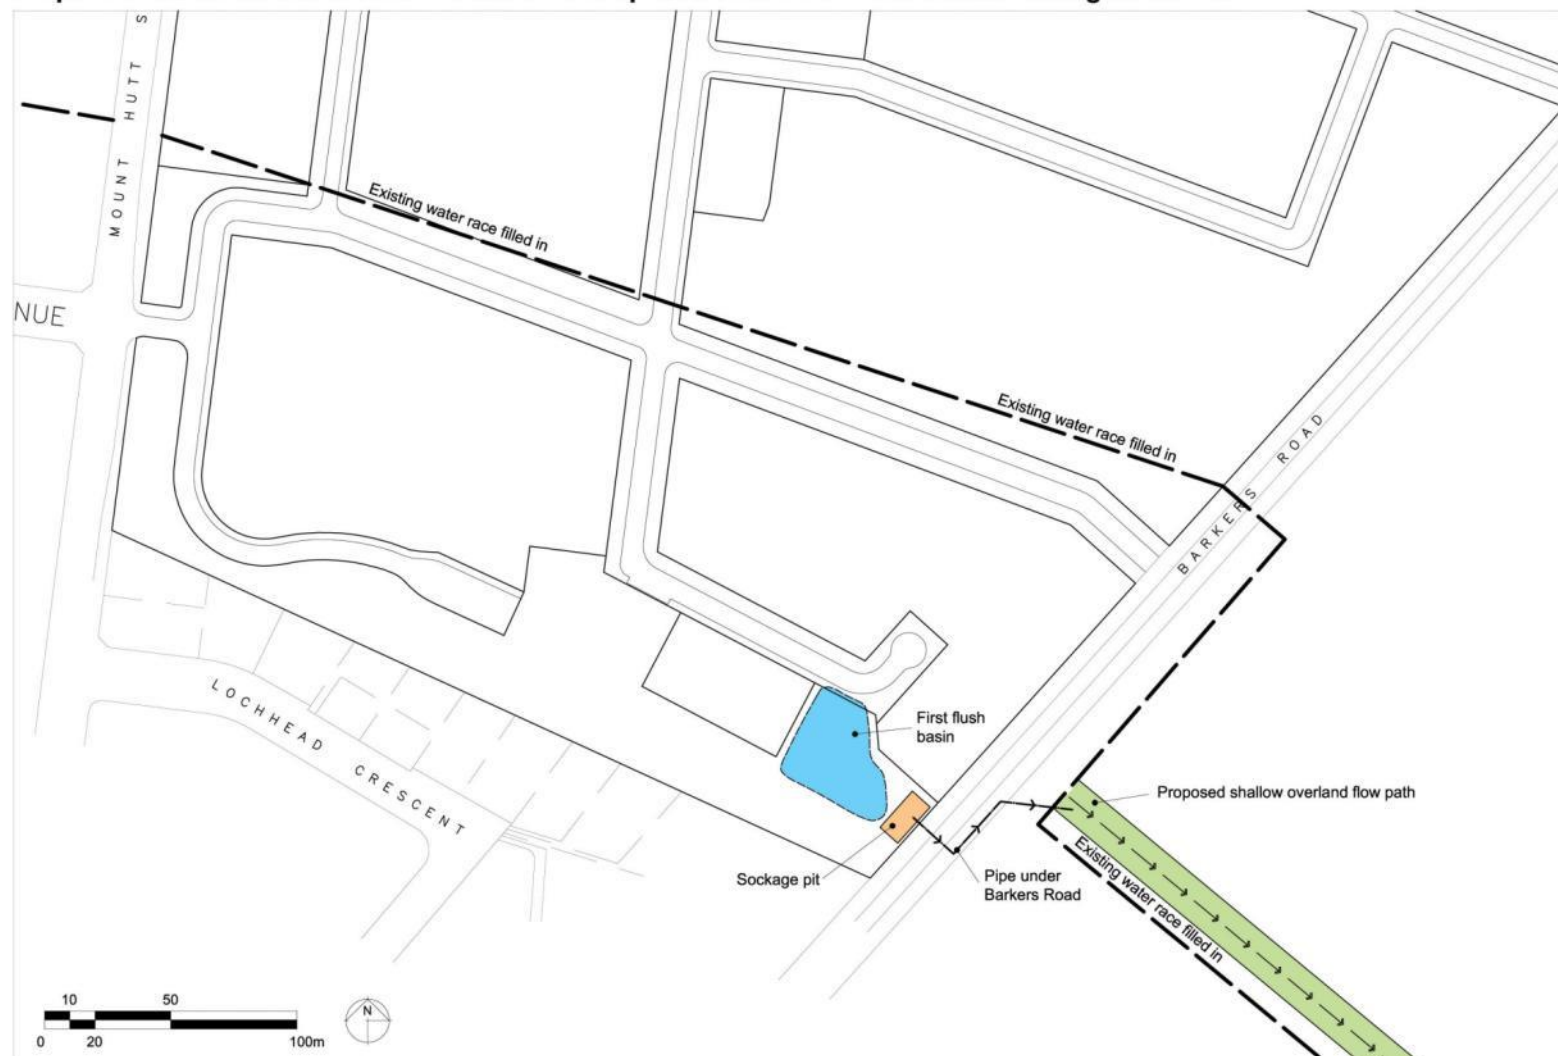 MOUNT HUTT S
NUE
Existing water race filled in
Existing water race filled in
BARKERS ROAD
LOCHHEAD CRESCENT
First flush
basin
Proposed shallow overland flow path
Sockage pit
Pipe under
Barkers Road
Existing water race filled in
10 50
0 20 100m
N